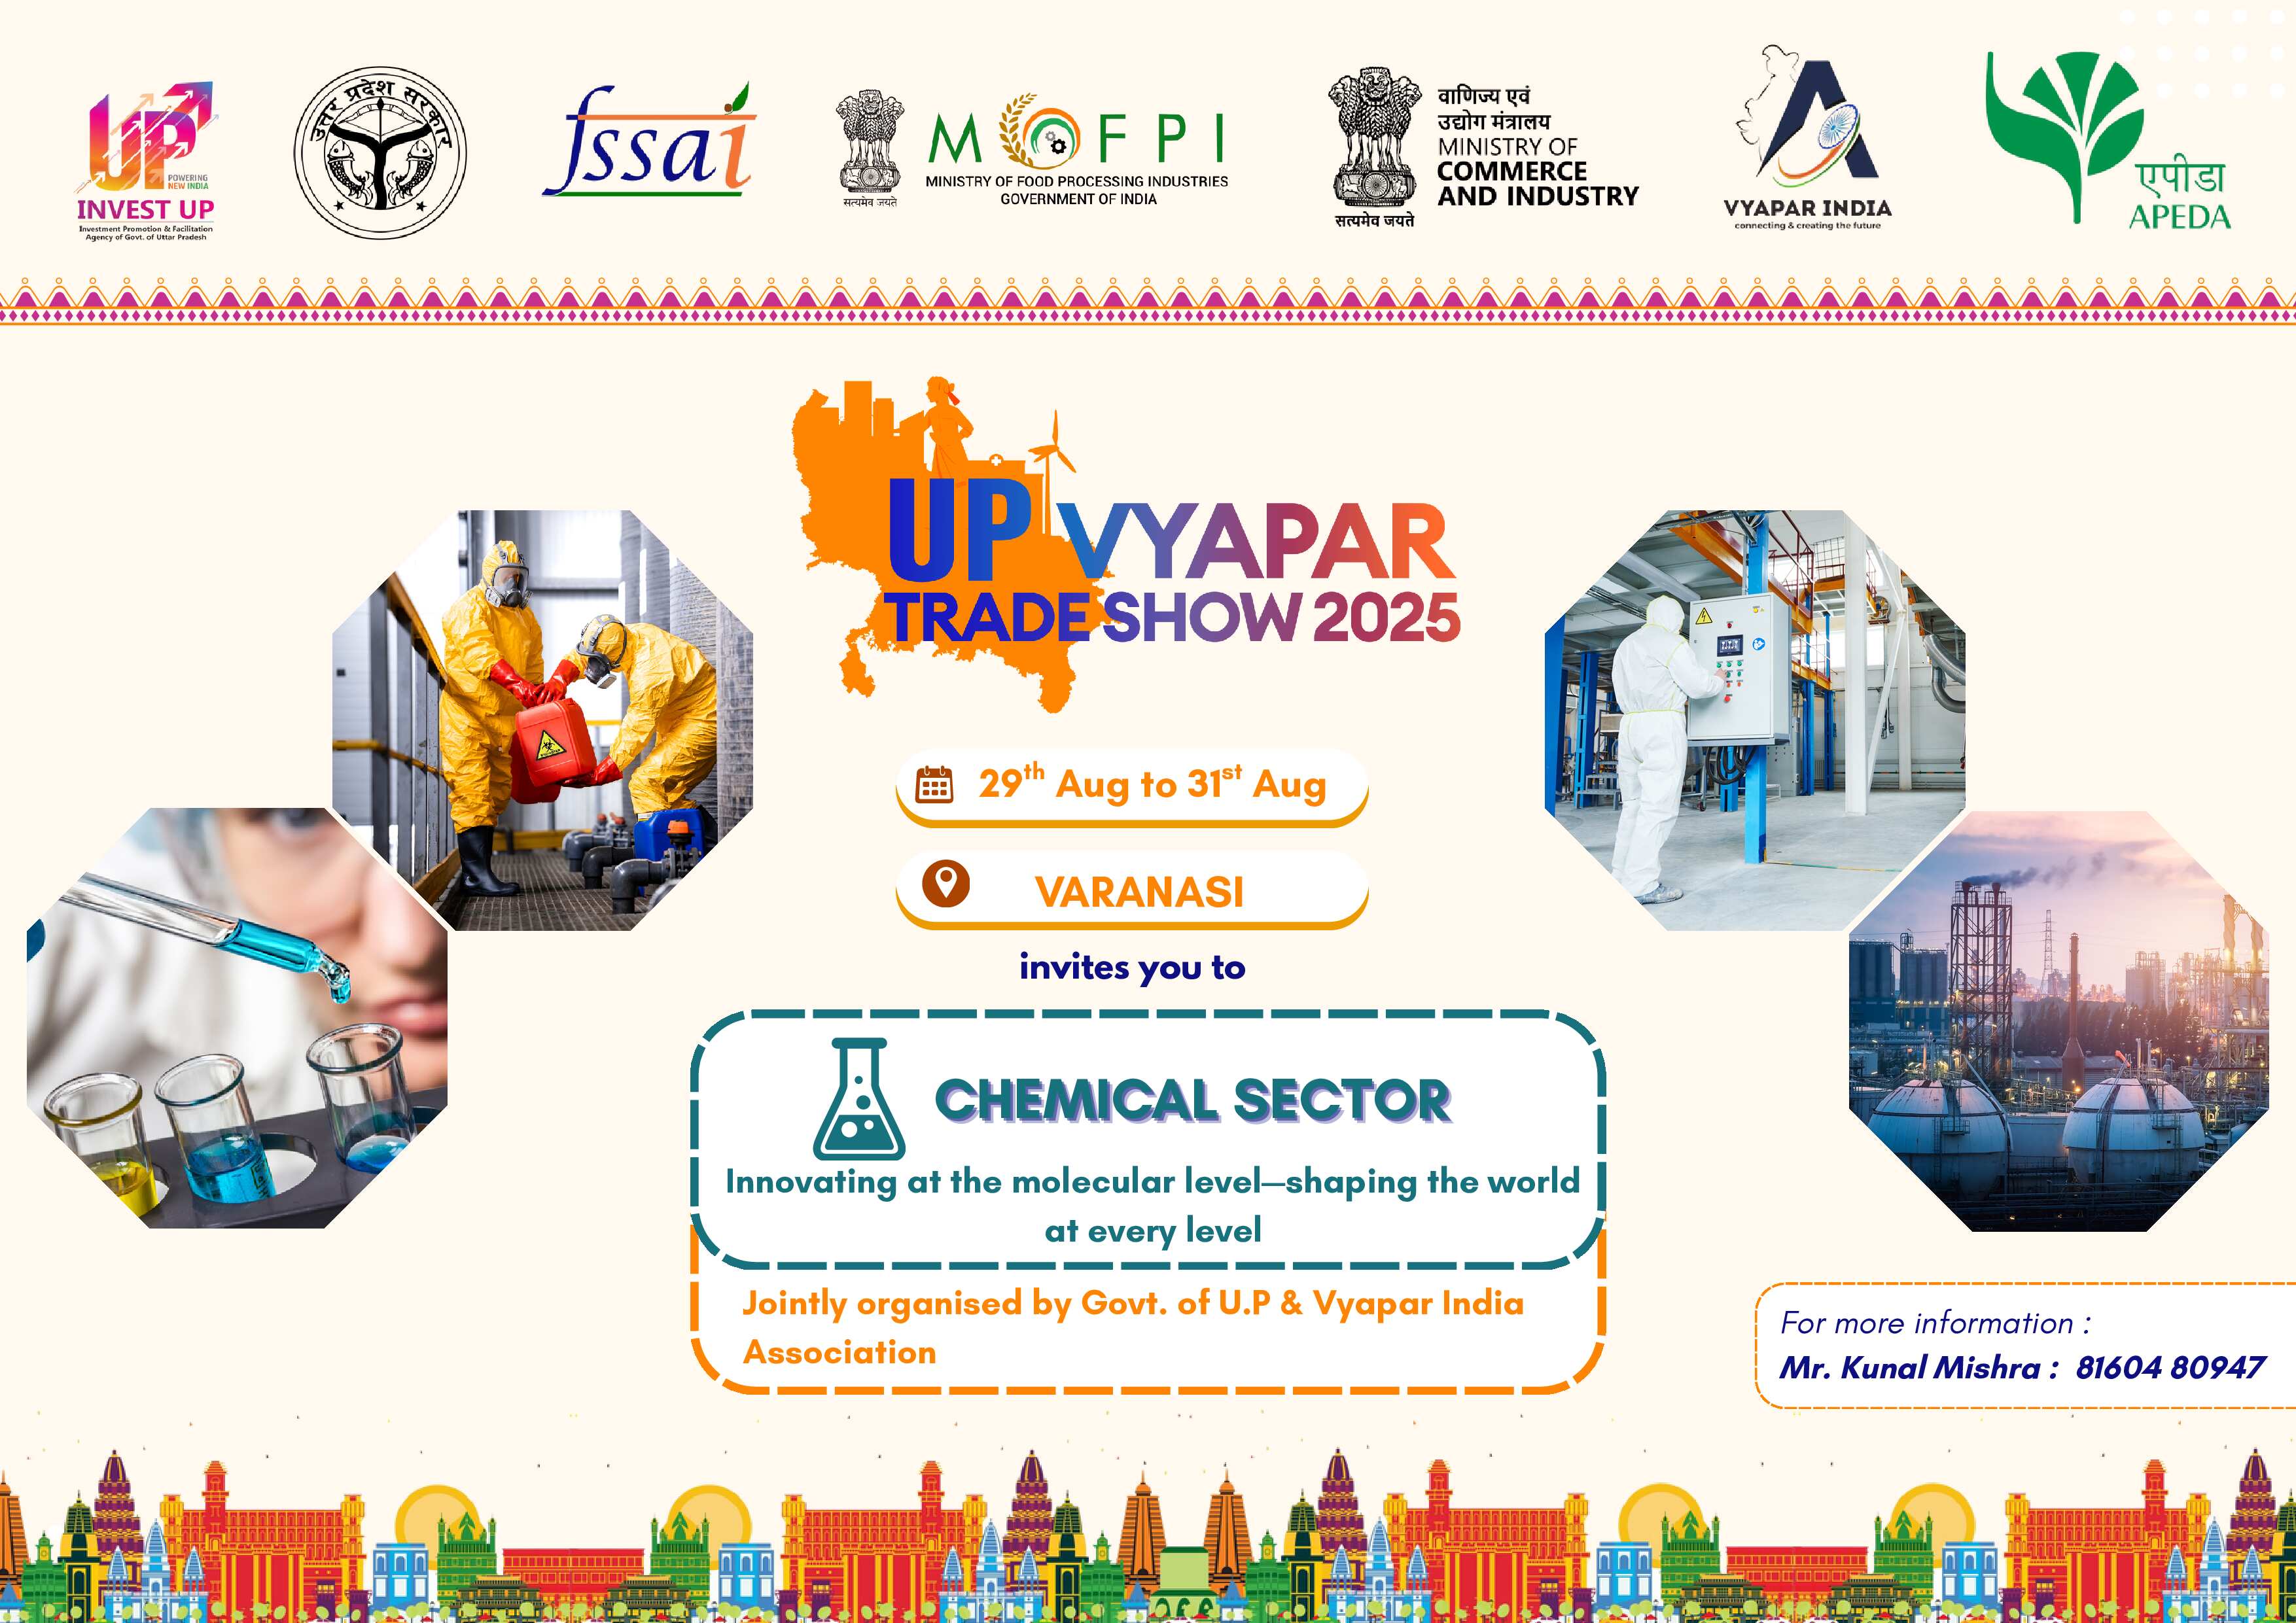 UP
POWERING
NEW INDIA
INVEST UP
Investment Promotion & Facilitation
Agency of Govt. of Uttar Pradesh
उत्तर प्रदेश सरकार
fssai
सत्यमेव जयते
MOFPI
MINISTRY OF FOOD PROCESSING INDUSTRIES
GOVERNMENT OF INDIA
सत्यमेव जयते
वाणिज्य एवं
उद्योग मंत्रालय
MINISTRY OF
COMMERCE
AND INDUSTRY
VYAPAR INDIA
connecting & creating the future
एपीडा
APEDA
UP VYAPAR
TRADE SHOW 2025
29th Aug to 31st Aug
VARANASI
invites you to
CHEMICAL SECTOR
Innovating at the molecular level—shaping the world
at every level
Jointly organised by Govt. of U.P & Vyapar India
Association
For more information :
Mr. Kunal Mishra : 81604 80947